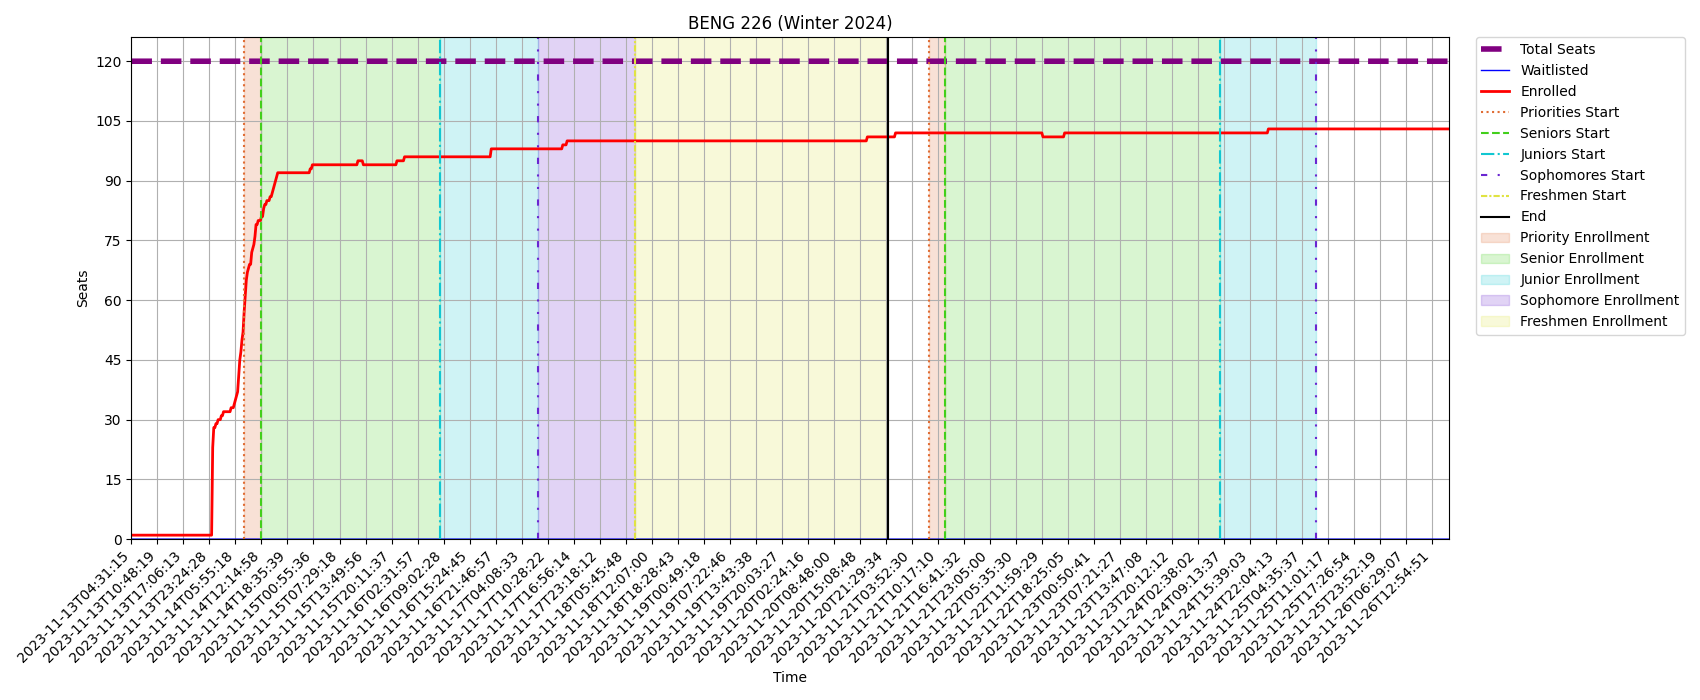 BENG 226 (Winter 2024)
Total Seats
Waitlisted
Enrolled
Priorities Start
Seniors Start
Juniors Start
Sophomores Start
Freshmen Start
End
Priority Enrollment
Senior Enrollment
Junior Enrollment
Sophomore Enrollment
Freshmen Enrollment
120
105
90
75
60
45
30
15
0
Seats
2023-11-13T04:31:15
2023-11-13T10:48:19
2023-11-13T17:06:13
2023-11-13T23:24:28
2023-11-14T05:55:18
2023-11-14T12:14:58
2023-11-14T18:35:39
2023-11-15T00:55:36
2023-11-15T07:29:18
2023-11-15T13:49:56
2023-11-15T20:11:37
2023-11-16T02:31:57
2023-11-16T09:02:28
2023-11-16T15:24:45
2023-11-16T21:46:57
2023-11-17T04:08:33
2023-11-17T10:28:22
2023-11-17T16:56:14
2023-11-17T23:18:12
2023-11-18T05:45:48
2023-11-18T12:07:00
2023-11-18T18:28:43
2023-11-19T00:49:18
2023-11-19T07:22:46
2023-11-19T13:43:38
2023-11-19T20:03:27
2023-11-20T02:24:16
2023-11-20T08:48:00
2023-11-20T15:08:48
2023-11-20T21:29:34
2023-11-21T03:52:30
2023-11-21T10:17:10
2023-11-21T16:41:32
2023-11-21T23:05:00
2023-11-22T05:35:30
2023-11-22T11:59:29
2023-11-22T18:25:05
2023-11-23T00:50:41
2023-11-23T07:21:27
2023-11-23T13:47:08
2023-11-23T20:12:12
2023-11-24T02:38:02
2023-11-24T09:13:37
2023-11-24T15:39:03
2023-11-24T22:04:13
2023-11-25T04:35:37
2023-11-25T11:01:17
2023-11-25T17:26:54
2023-11-25T23:52:19
2023-11-26T06:29:07
2023-11-26T12:54:51
Time